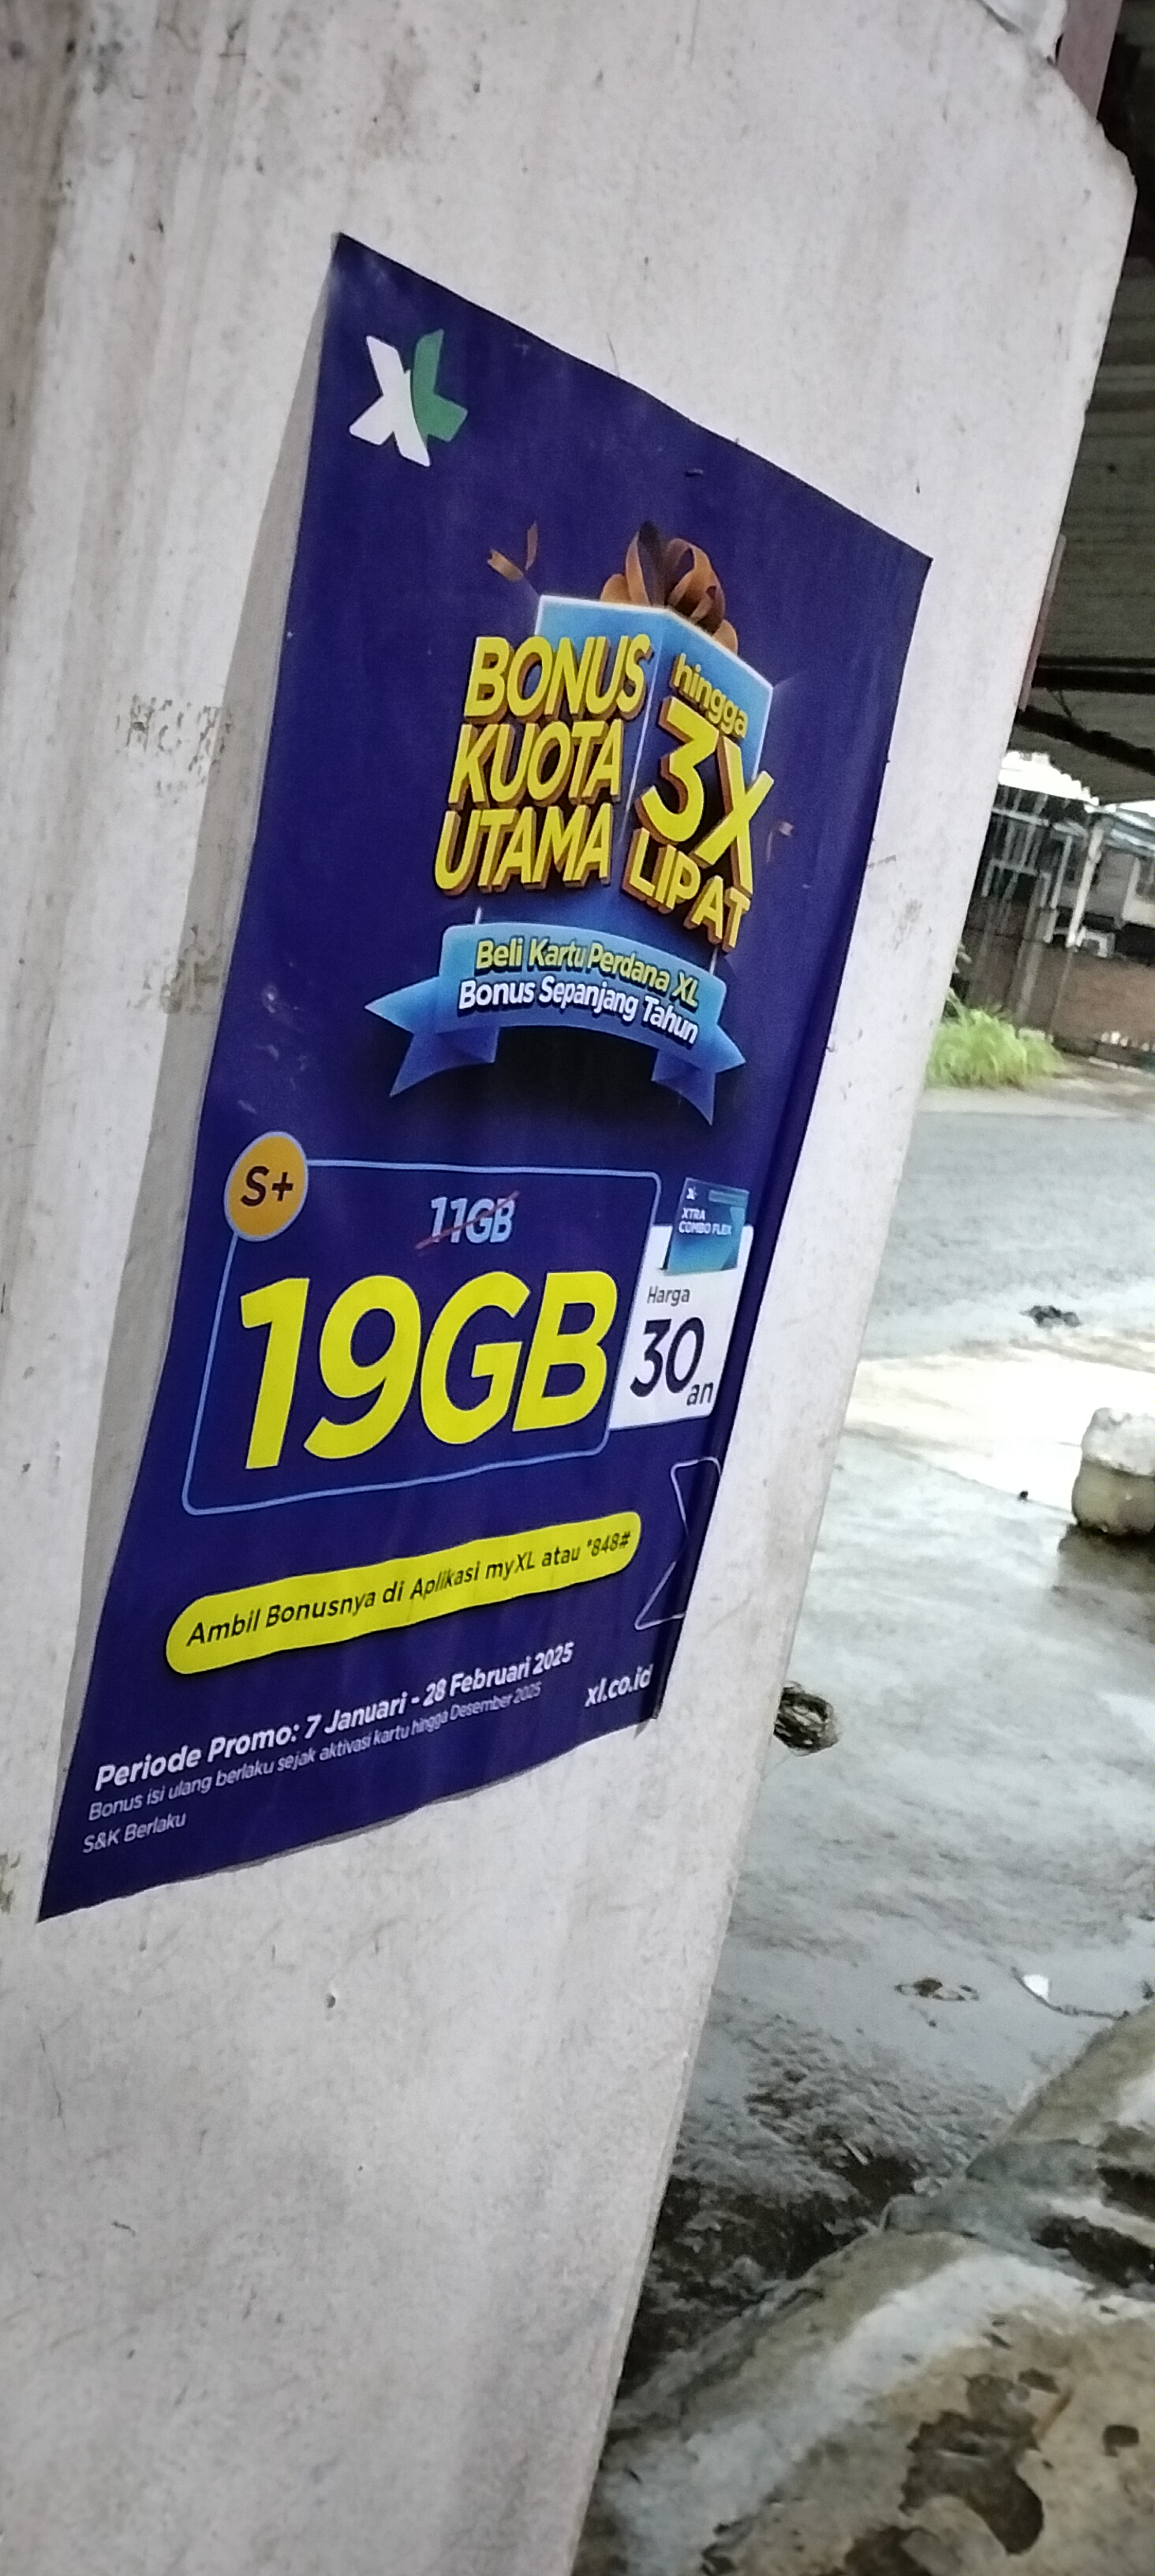 XL
BONUS
KUOTA
UTAMA
hingga
3X
LIPAT
Beli Kartu Perdana XL
Bonus Sepanjang Tahun
S+
11GB
19GB
XTRA
COMBO FLEX
Harga
30an
Ambil Bonusnya di Aplikasi myXL atau *848#
Periode Promo: 7 Januari - 28 Februari 2025
Bonus isi ulang berlaku sejak aktivasi kartu hingga Desember 2025
S&K Berlaku
xl.co.id